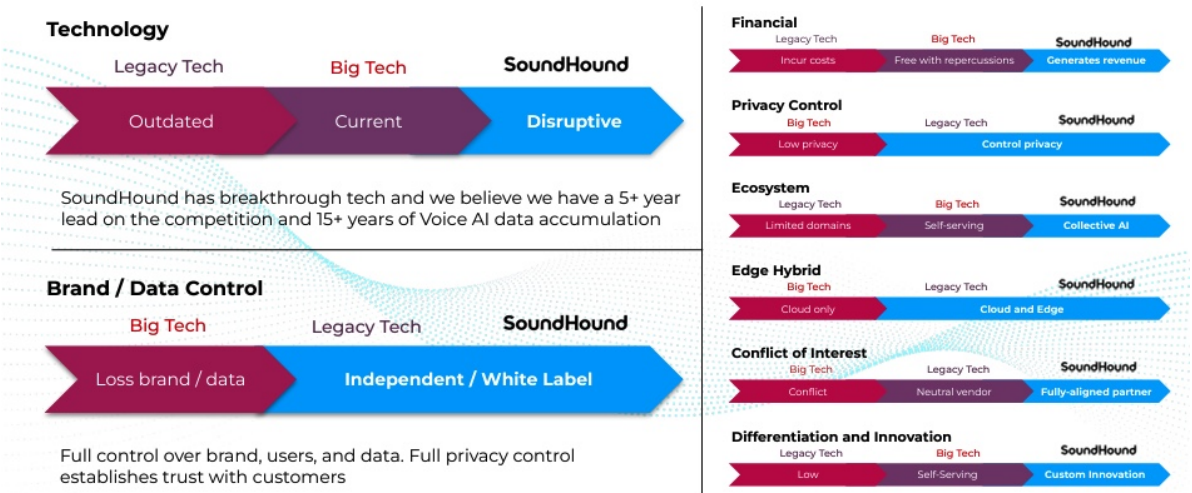 Technology
Legacy Tech Big Tech SoundHound
Outdated Current Disruptive
SoundHound has breakthrough tech and we believe we have a 5+ year
lead on the competition and 15+ years of Voice AI data accumulation
Brand / Data Control
Big Tech Legacy Tech SoundHound
Loss brand / data Independent / White Label
Full control over brand, users, and data. Full privacy control
establishes trust with customers
Financial
Legacy Tech Big Tech SoundHound
Incur costs Free with repercussions Generates revenue
Privacy Control
Big Tech Legacy Tech SoundHound
Low privacy Control privacy
Ecosystem
Legacy Tech Big Tech SoundHound
Limited domains Self-serving Collective AI
Edge Hybrid
Big Tech Legacy Tech SoundHound
Cloud only Cloud and Edge
Conflict of Interest
Big Tech Legacy Tech SoundHound
Conflict Neutral vendor Fully-aligned partner
Differentiation and Innovation
Legacy Tech Big Tech SoundHound
Low Self-Serving Custom Innovation